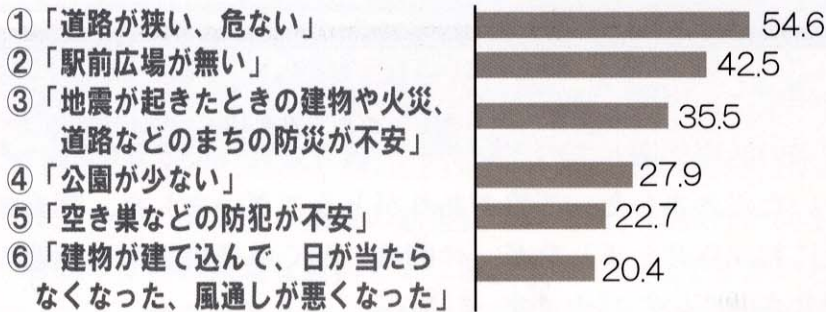 ①「道路が狭い、危ない」 54.6
②「駅前広場が無い」 42.5
③「地震が起きたときの建物や火災、
道路などのまちの防災が不安」 35.5
④「公園が少ない」 27.9
⑤「空き巣などの防犯が不安」 22.7
⑥「建物が建て込んで、日が当たら
なくなった、風通しが悪くなった」 20.4